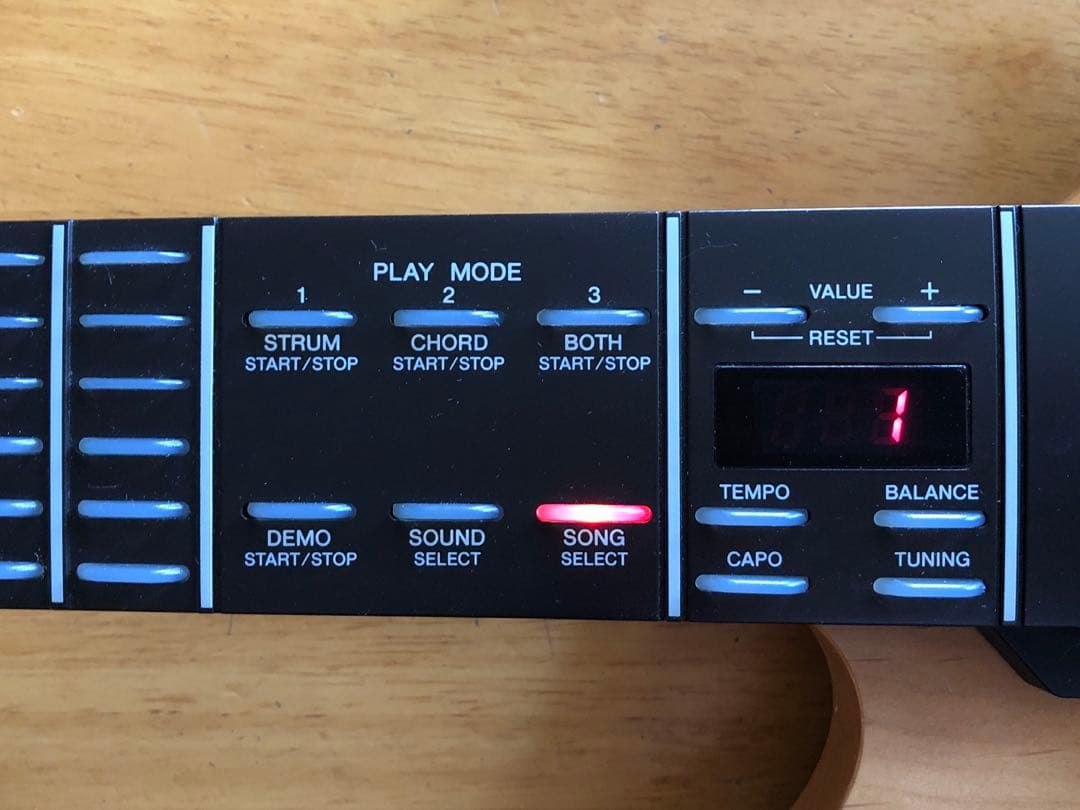 PLAY MODE
1 2 3
STRUM CHORD BOTH
START/STOP START/STOP START/STOP
DEMO SOUND SONG
START/STOP SELECT SELECT
− VALUE +
RESET
1
TEMPO BALANCE
CAPO TUNING